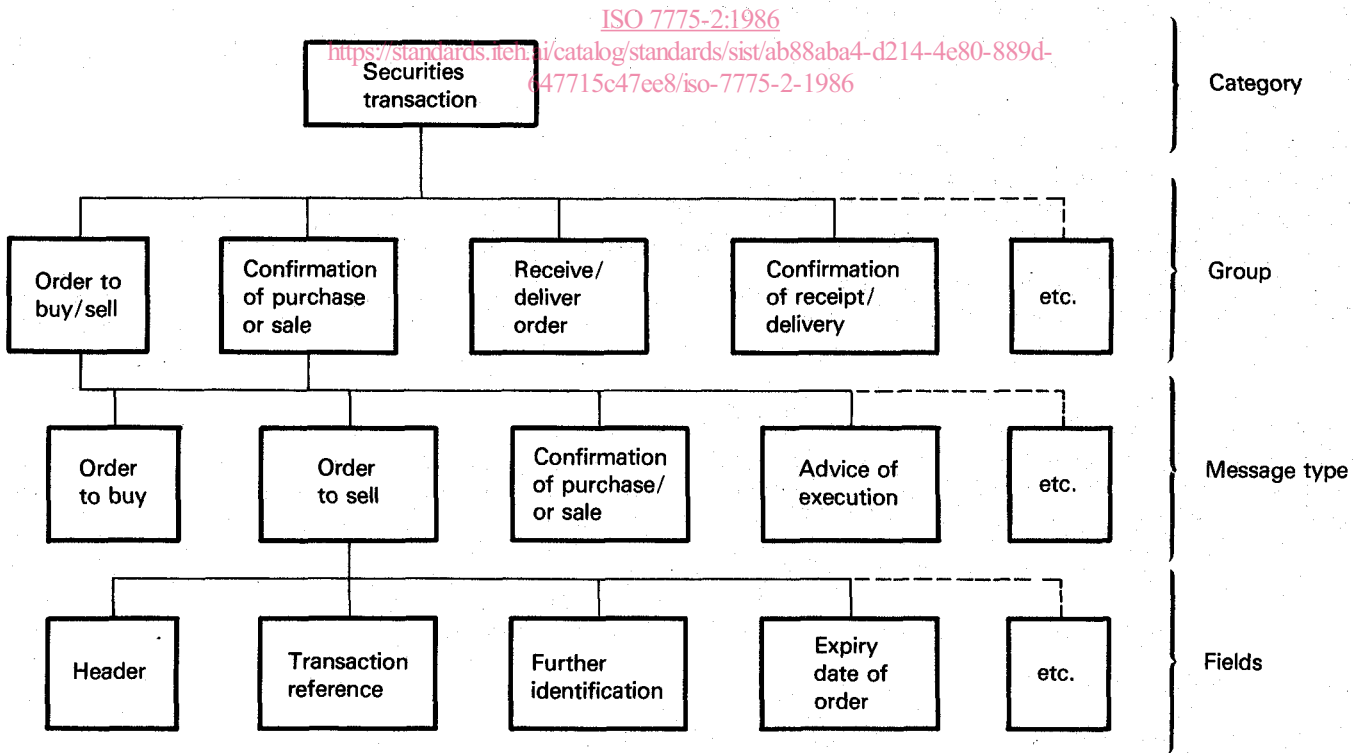 ISO 7775-2:1986
https://standards.iteh.ai/catalog/standards/sist/ab88aba4-d214-4e80-889d-
647715c47ee8/iso-7775-2-1986
Securities
transaction
Category
Order to
buy/sell
Confirmation
of purchase
or sale
Receive/
deliver
order
Confirmation
of receipt/
delivery
etc.
Group
Order
to buy
Order
to sell
Confirmation
of purchase/
or sale
Advice of
execution
etc.
Message type
Header
Transaction
reference
Further
identification
Expiry
date of
order
etc.
Fields